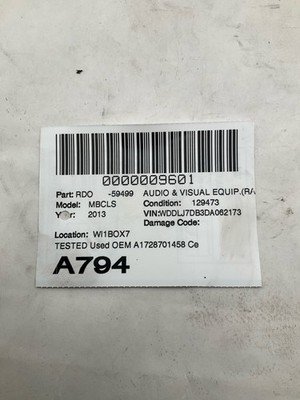 0000009601
Part: RDO -59499 AUDIO & VISUAL EQUIP.(R/
Model: MBCLS Condition: 129473
Year: 2013 VIN:WDDLJ7DB3DA062173
Damage Code:
Location: WI1BOX7
TESTED Used OEM A1728701458 Ce
A794